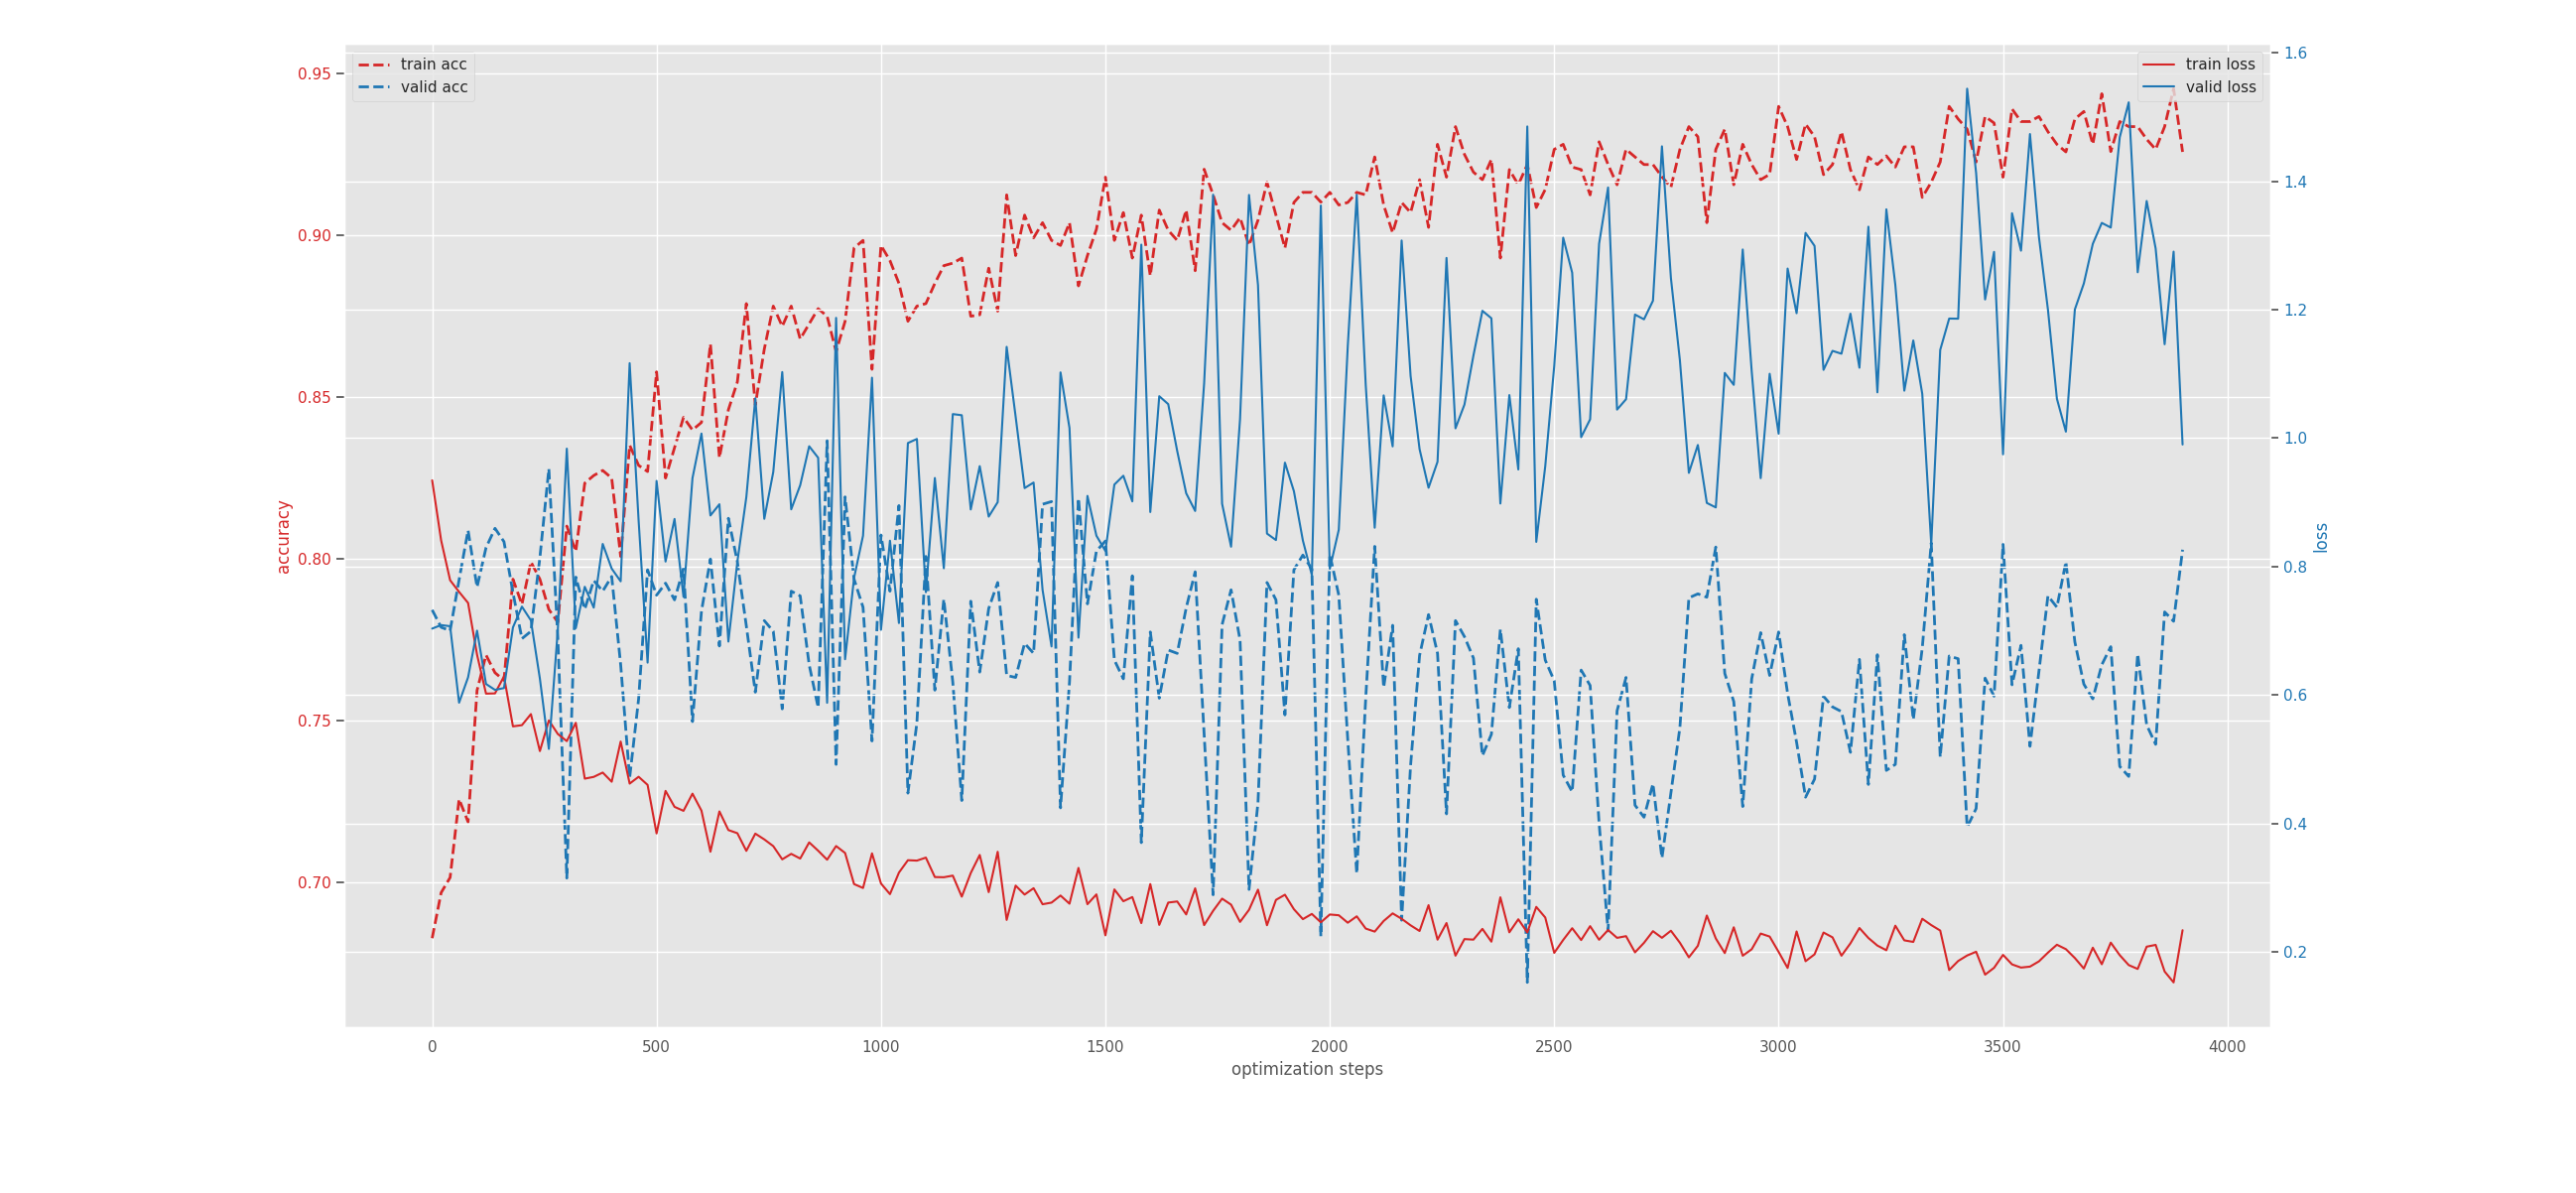 train acc
valid acc
train loss
valid loss
0.95
0.90
0.85
0.80
0.75
0.70
accuracy
1.6
1.4
1.2
1.0
0.8
0.6
0.4
0.2
loss
0 500 1000 1500 2000 2500 3000 3500 4000
optimization steps